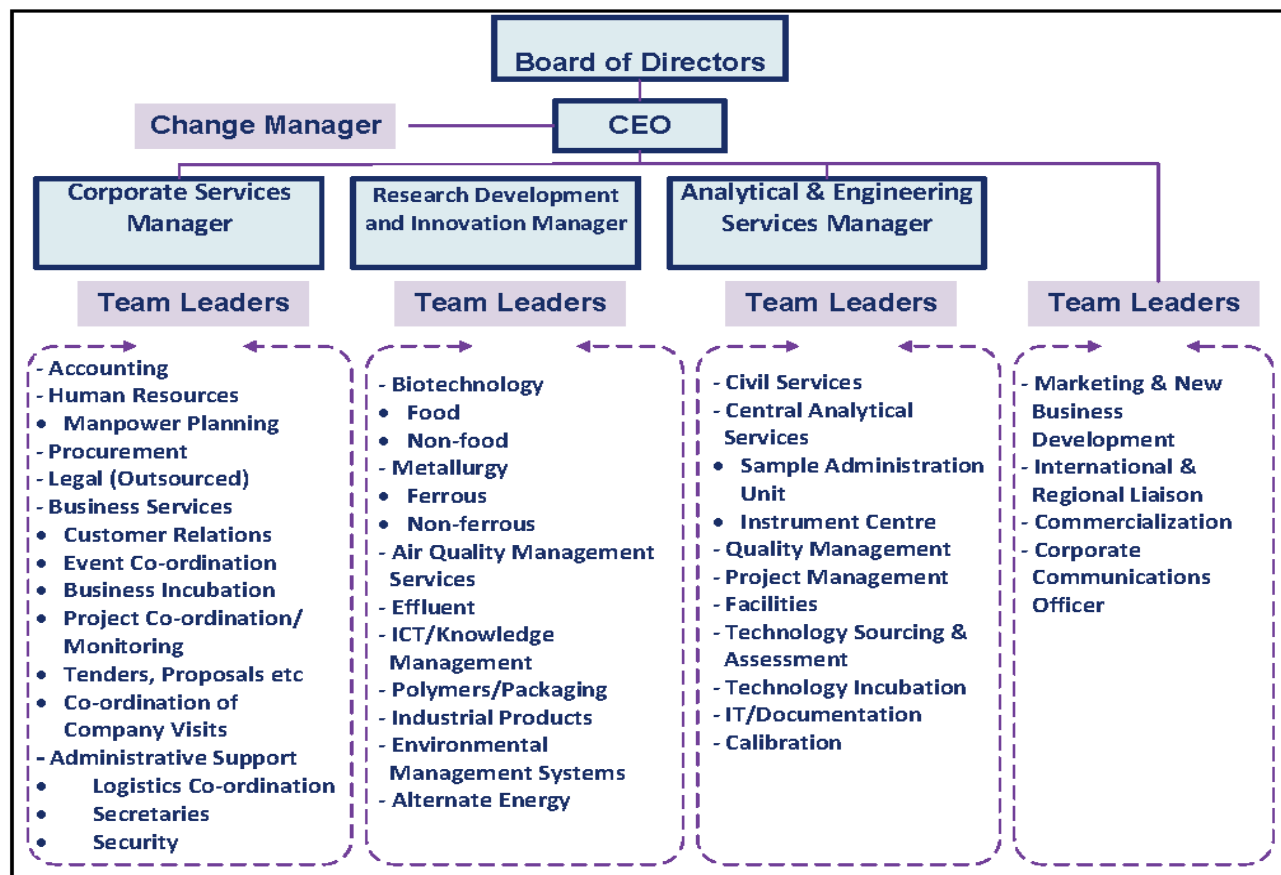 Board of Directors
Change Manager
CEO
Corporate Services
Manager
Research Development
and Innovation Manager
Analytical & Engineering
Services Manager
Team Leaders
- Accounting
- Human Resources
• Manpower Planning
- Procurement
- Legal (Outsourced)
- Business Services
• Customer Relations
• Event Co-ordination
• Business Incubation
• Project Co-ordination/
Monitoring
• Tenders, Proposals etc
• Co-ordination of
Company Visits
- Administrative Support
• Logistics Co-ordination
• Secretaries
• Security
Team Leaders
- Biotechnology
• Food
• Non-food
- Metallurgy
• Ferrous
• Non-ferrous
- Air Quality Management
Services
- Effluent
- ICT/Knowledge
Management
- Polymers/Packaging
- Industrial Products
- Environmental
Management Systems
- Alternate Energy
Team Leaders
- Civil Services
- Central Analytical
Services
• Sample Administration
Unit
• Instrument Centre
- Quality Management
- Project Management
- Facilities
- Technology Sourcing &
Assessment
- Technology Incubation
- IT/Documentation
- Calibration
Team Leaders
- Marketing & New
Business
Development
- International &
Regional Liaison
- Commercialization
- Corporate
Communications
Officer